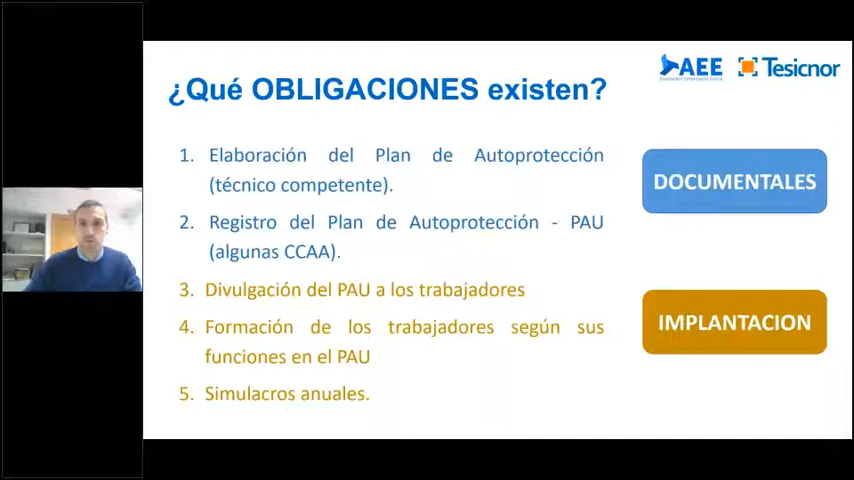 ¿Qué OBLIGACIONES existen?
AEE
Tesicnor
1. Elaboración del Plan de Autoprotección
(técnico competente).
2. Registro del Plan de Autoprotección - PAU
(algunas CCAA).
3. Divulgación del PAU a los trabajadores
4. Formación de los trabajadores según sus
funciones en el PAU
5. Simulacros anuales.
DOCUMENTALES
IMPLANTACION